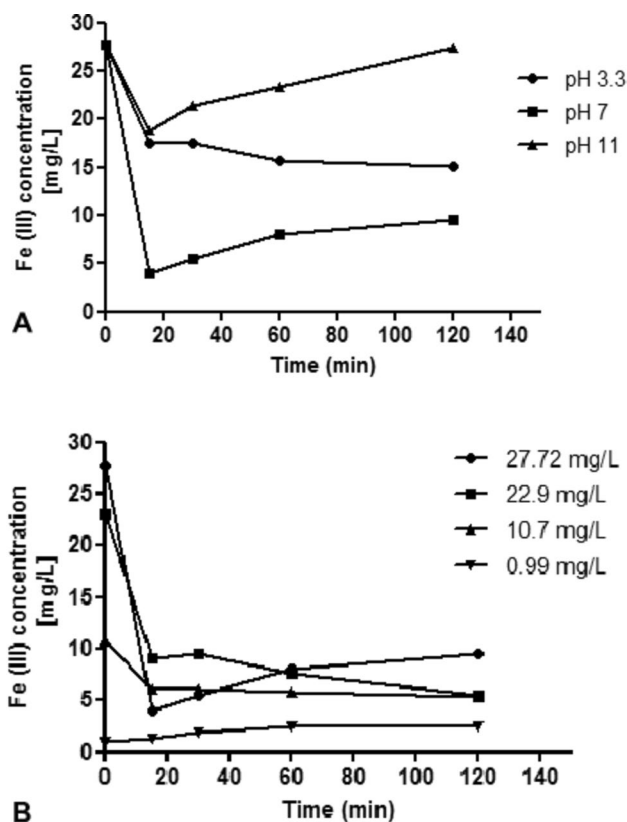 30
25
20
15
10
5
0
Fe (III) concentration
[mg/L]
pH 3.3
pH 7
pH 11
0 20 40 60 80 100 120 140
Time (min)
A
30
25
20
15
10
5
0
Fe (III) concentration
[mg/L]
27.72 mg/L
22.9 mg/L
10.7 mg/L
0.99 mg/L
0 20 40 60 80 100 120 140
Time (min)
B